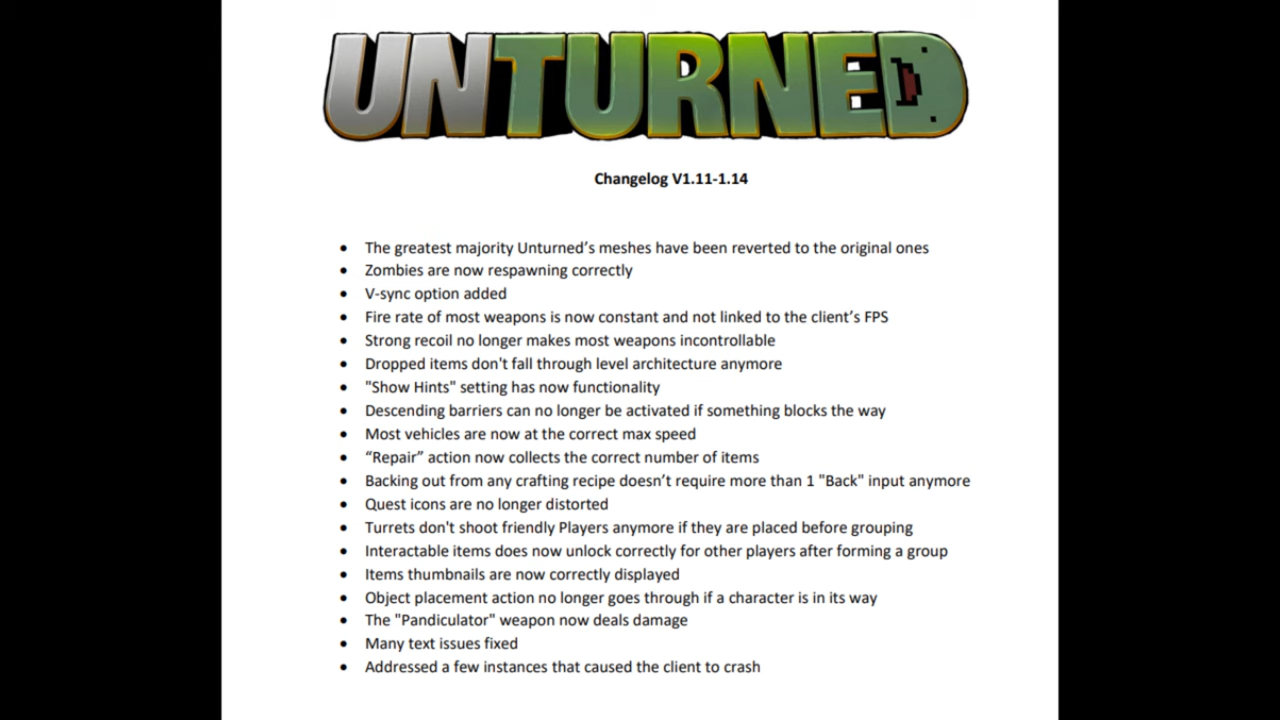 UNTURNED
Changelog V1.11-1.14
• The greatest majority Unturned’s meshes have been reverted to the original ones
• Zombies are now respawning correctly
• V-sync option added
• Fire rate of most weapons is now constant and not linked to the client’s FPS
• Strong recoil no longer makes most weapons incontrollable
• Dropped items don't fall through level architecture anymore
• "Show Hints" setting has now functionality
• Descending barriers can no longer be activated if something blocks the way
• Most vehicles are now at the correct max speed
• “Repair” action now collects the correct number of items
• Backing out from any crafting recipe doesn’t require more than 1 "Back" input anymore
• Quest icons are no longer distorted
• Turrets don't shoot friendly Players anymore if they are placed before grouping
• Interactable items does now unlock correctly for other players after forming a group
• Items thumbnails are now correctly displayed
• Object placement action no longer goes through if a character is in its way
• The "Pandiculator" weapon now deals damage
• Many text issues fixed
• Addressed a few instances that caused the client to crash